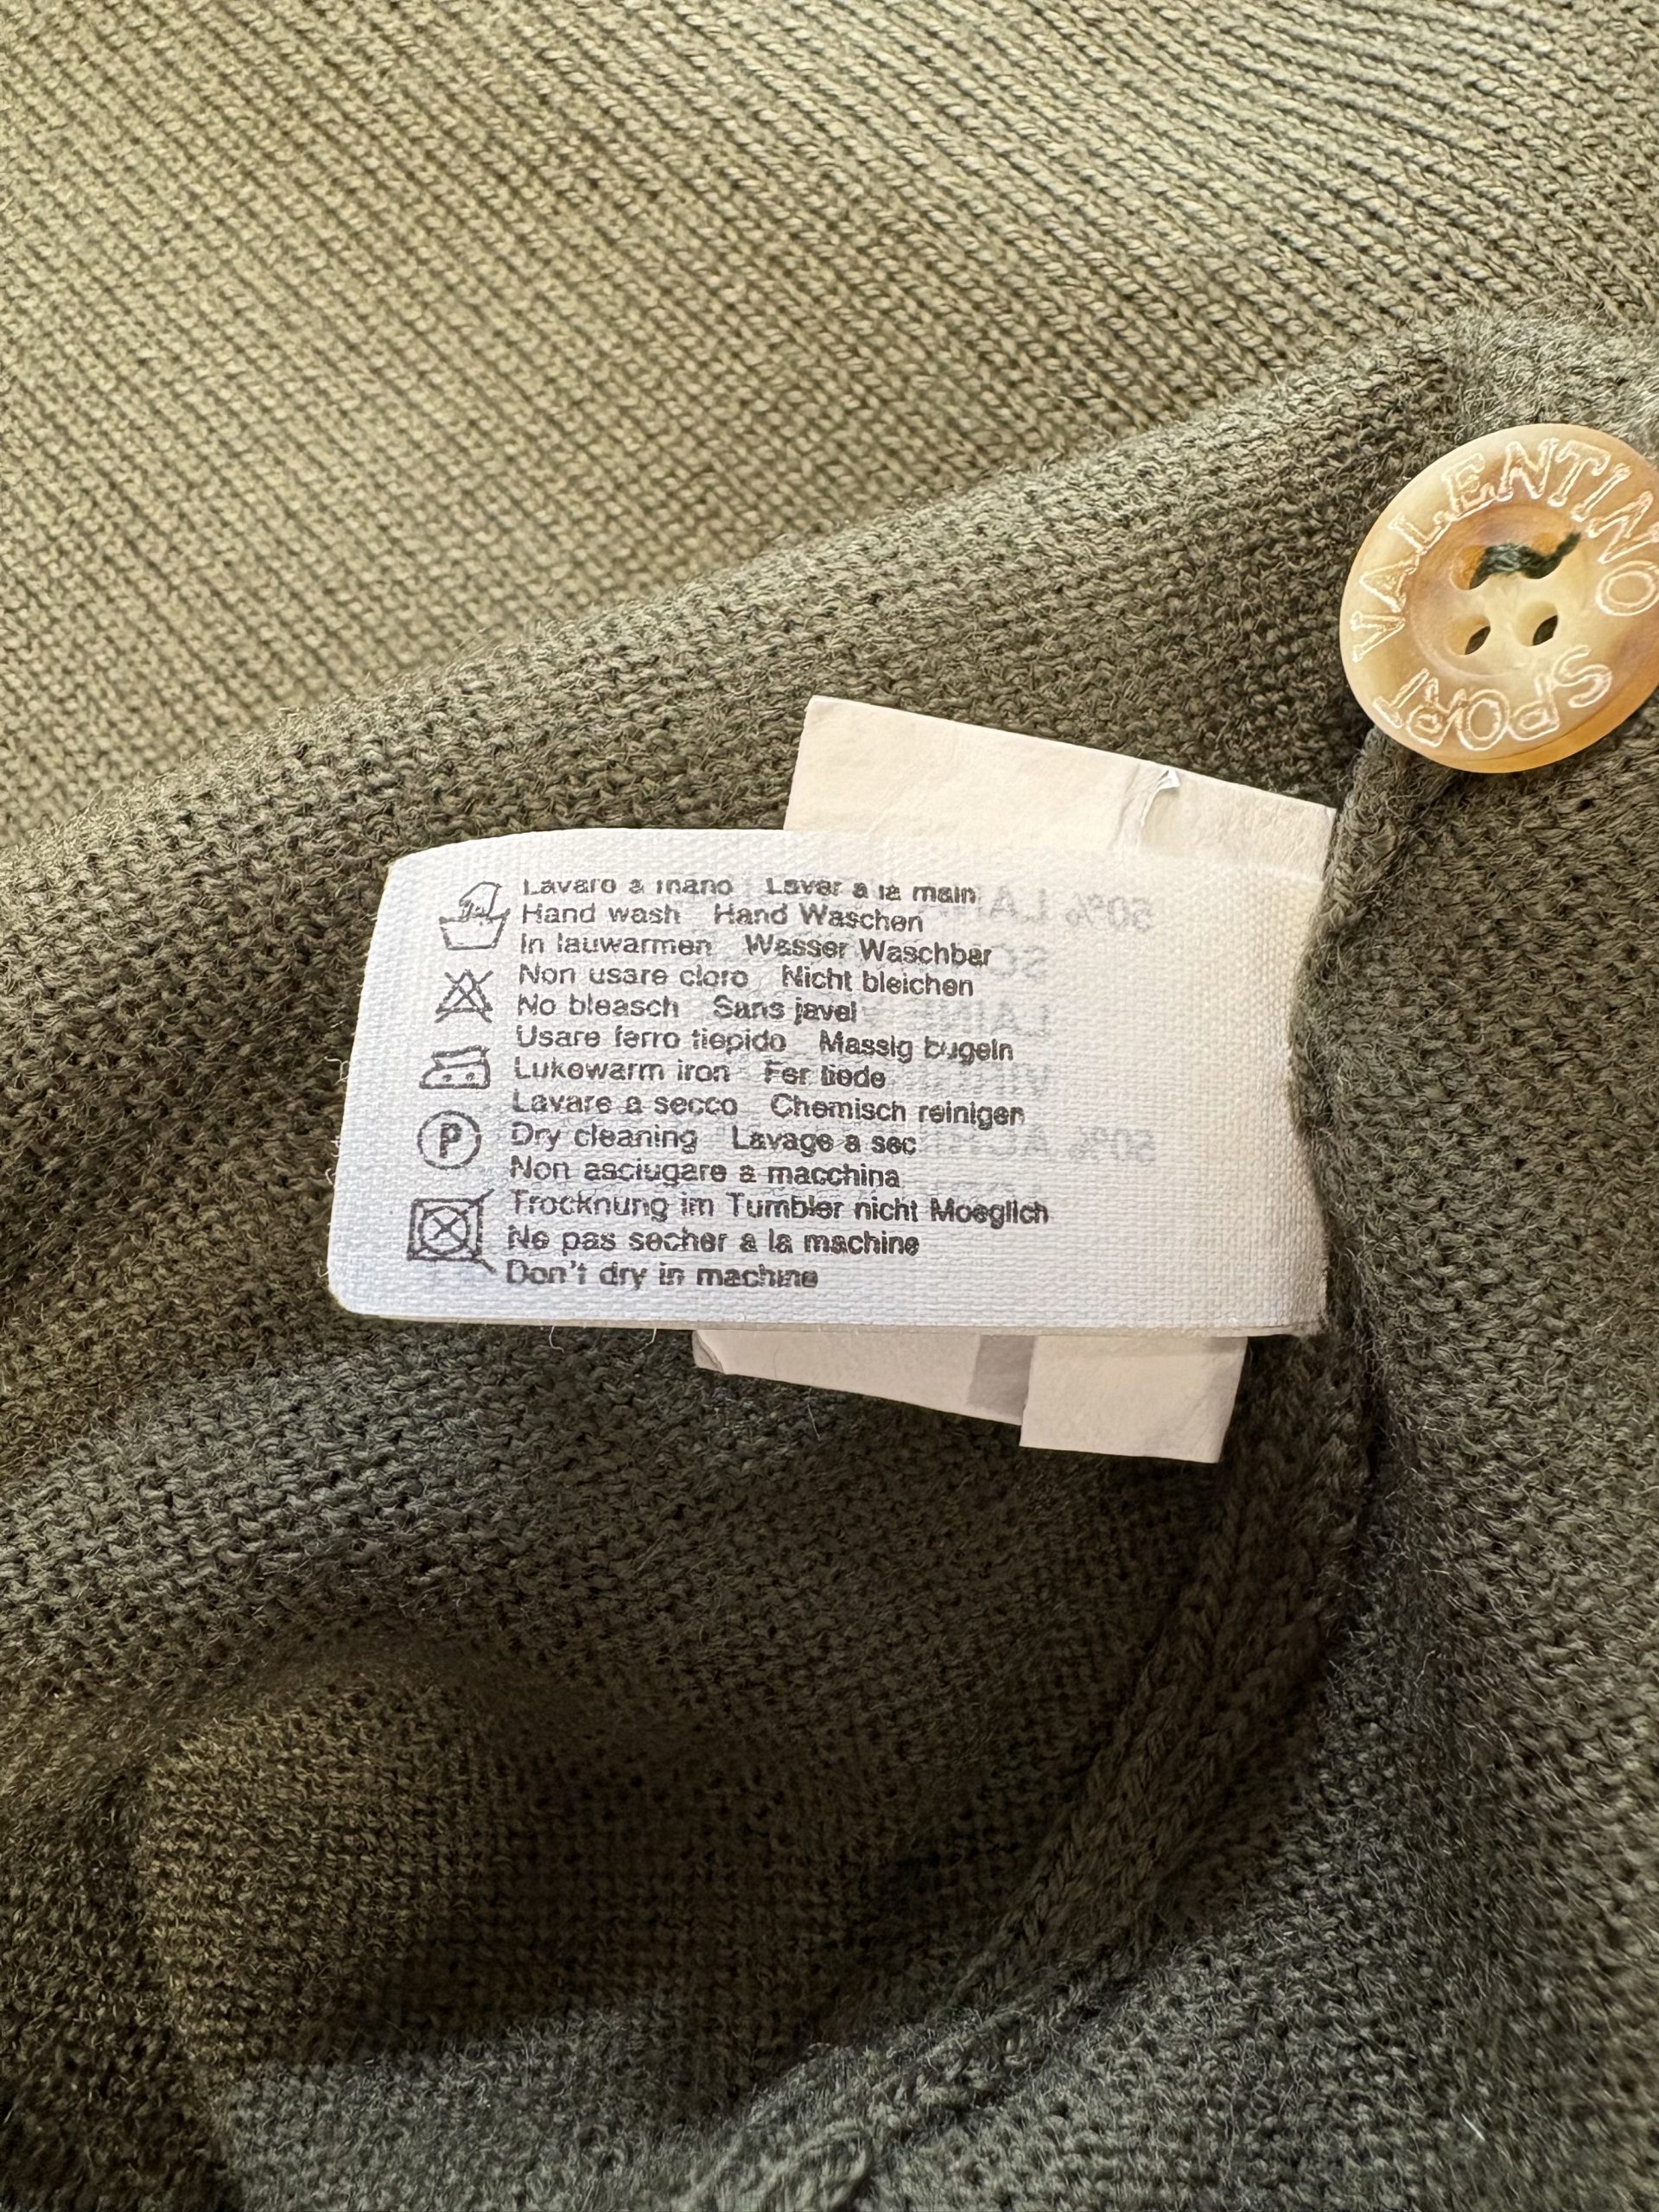 VALENTINO
SPORT
Lavare a mano Laver a la main
Hand wash Hand Waschen
In lauwarmen Wasser Waschbar
Non usare cloro Nicht bleichen
No bleasch Sans javel
Usare ferro tiepido Massig bugeln
Lukewarm iron Fer tiede
Lavare a secco Chemisch reinigen
P Dry cleaning Lavage a sec
Non asciugare a macchina
Trocknung im Tumbler nicht Moeglich
Ne pas secher a la machine
Don't dry in machine